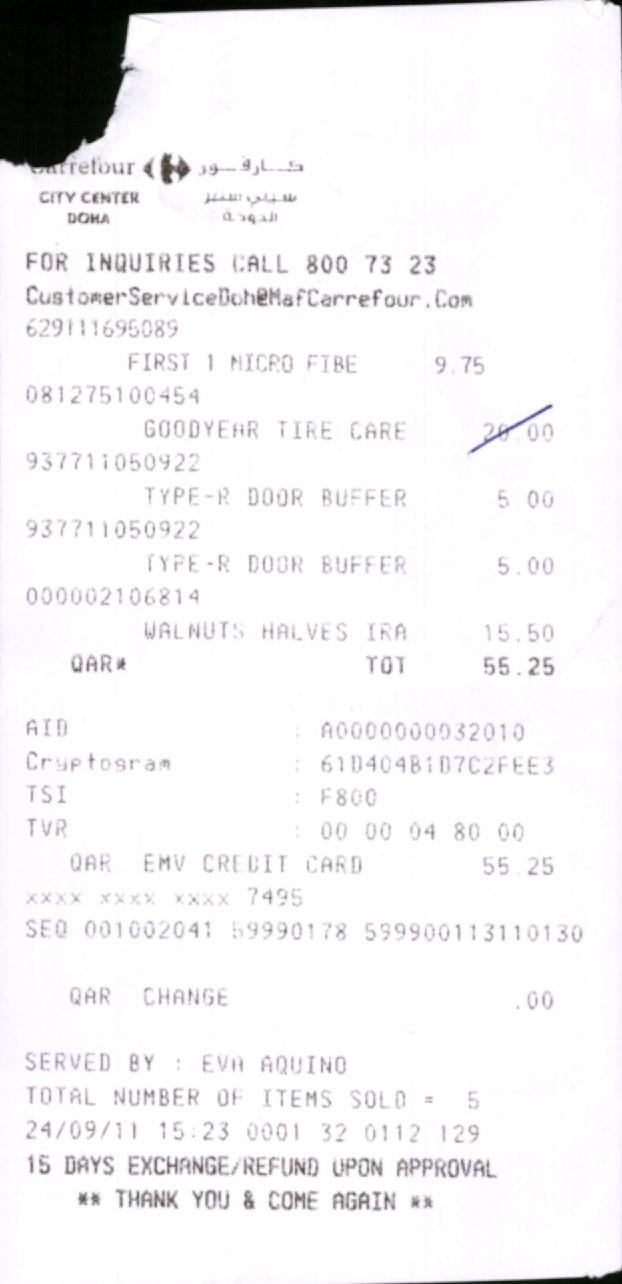 Carrefour كارفور
CITY CENTER سيتي سنتر
DOHA الدوحة
FOR INQUIRIES CALL 800 73 23
CustomerServiceDoh@MafCarrefour.Com
629111695089
FIRST 1 MICRO FIBE 9.75
081275100454
GOODYEAR TIRE CARE 20.00
937711050922
TYPE-R DOOR BUFFER 5.00
937711050922
TYPE-R DOOR BUFFER 5.00
000002106814
WALNUTS HALVES IRA 15.50
QAR* TOT 55.25
AID : A0000000032010
Cryptogram : 61D404B1D7C2FEE3
TSI : F800
TVR : 00 00 04 80 00
QAR EMV CREDIT CARD 55.25
xxxx xxxx xxxx 7495
SEQ 001002041 59990178 599900113110130
QAR CHANGE .00
SERVED BY : EVA AQUINO
TOTAL NUMBER OF ITEMS SOLD = 5
24/09/11 15:23 0001 32 0112 129
15 DAYS EXCHANGE/REFUND UPON APPROVAL
** THANK YOU & COME AGAIN **